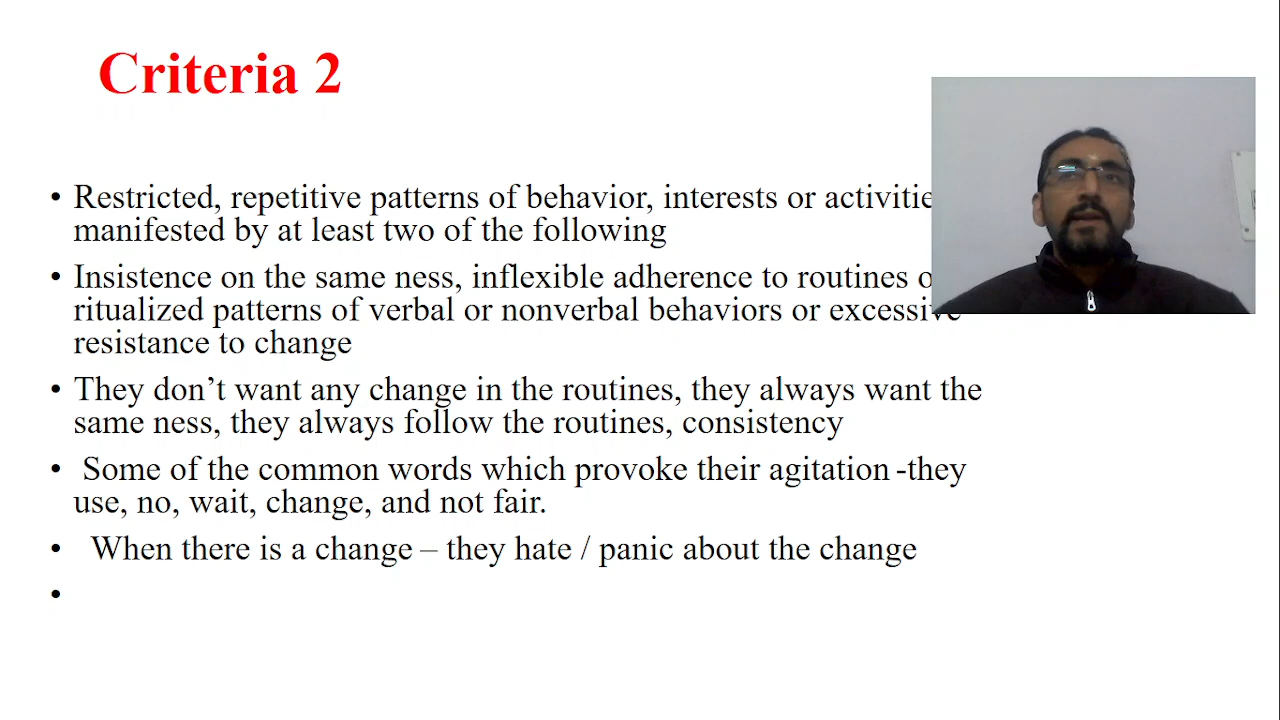 Criteria 2
• Restricted, repetitive patterns of behavior, interests or activitie
manifested by at least two of the following
• Insistence on the same ness, inflexible adherence to routines o
ritualized patterns of verbal or nonverbal behaviors or excessive
resistance to change
• They don’t want any change in the routines, they always want the
same ness, they always follow the routines, consistency
• Some of the common words which provoke their agitation -they
use, no, wait, change, and not fair.
• When there is a change – they hate / panic about the change
•